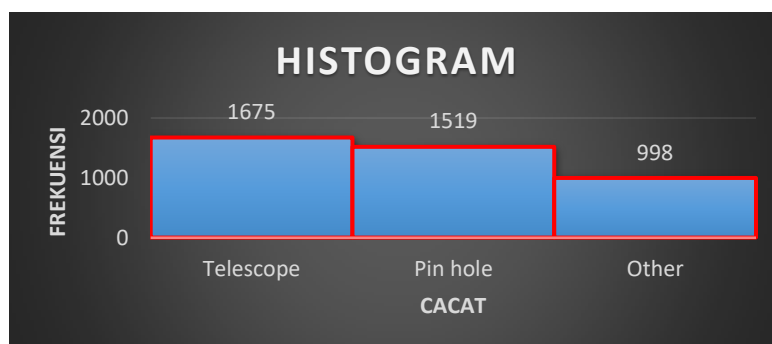 HISTOGRAM
FREKUENSI
2000
1000
0
1675
1519
998
Telescope
Pin hole
Other
CACAT